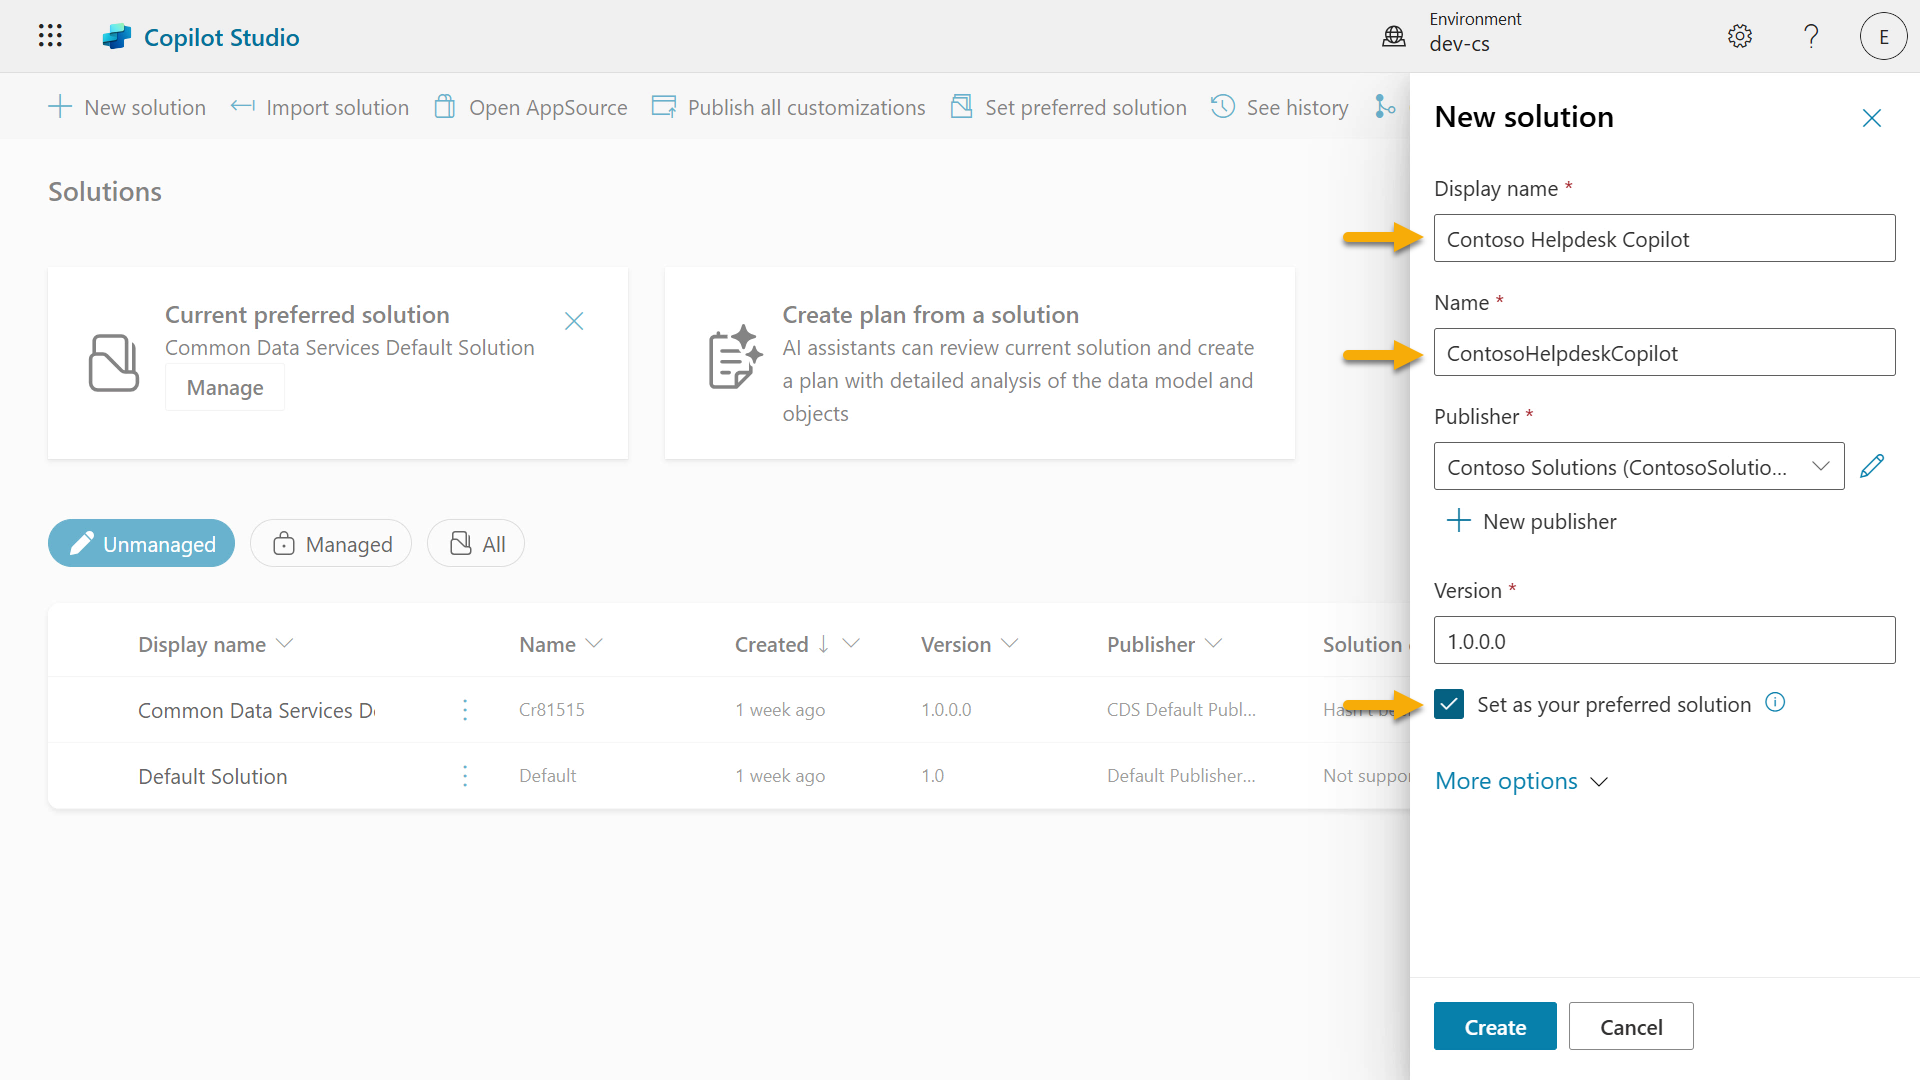 Copilot Studio
Environment
dev-cs
?
E
New solution
Import solution
Open AppSource
Publish all customizations
Set preferred solution
See history
Solutions
Current preferred solution
Common Data Services Default Solution
Manage
Create plan from a solution
AI assistants can review current solution and create
a plan with detailed analysis of the data model and
objects
Unmanaged
Managed
All
Display name
Name
Created
Version
Publisher
Solution
Common Data Services
Cr81515
1 week ago
1.0.0.0
CDS Default Publ...
Hasn't
Default Solution
Default
1 week ago
1.0
Default Publisher...
Not
New solution
Display name *
Contoso Helpdesk Copilot
Name *
ContosoHelpdeskCopilot
Publisher *
Contoso Solutions (ContosoSolutio...
New publisher
Version *
1.0.0.0
Set as your preferred solution
More options
Create
Cancel